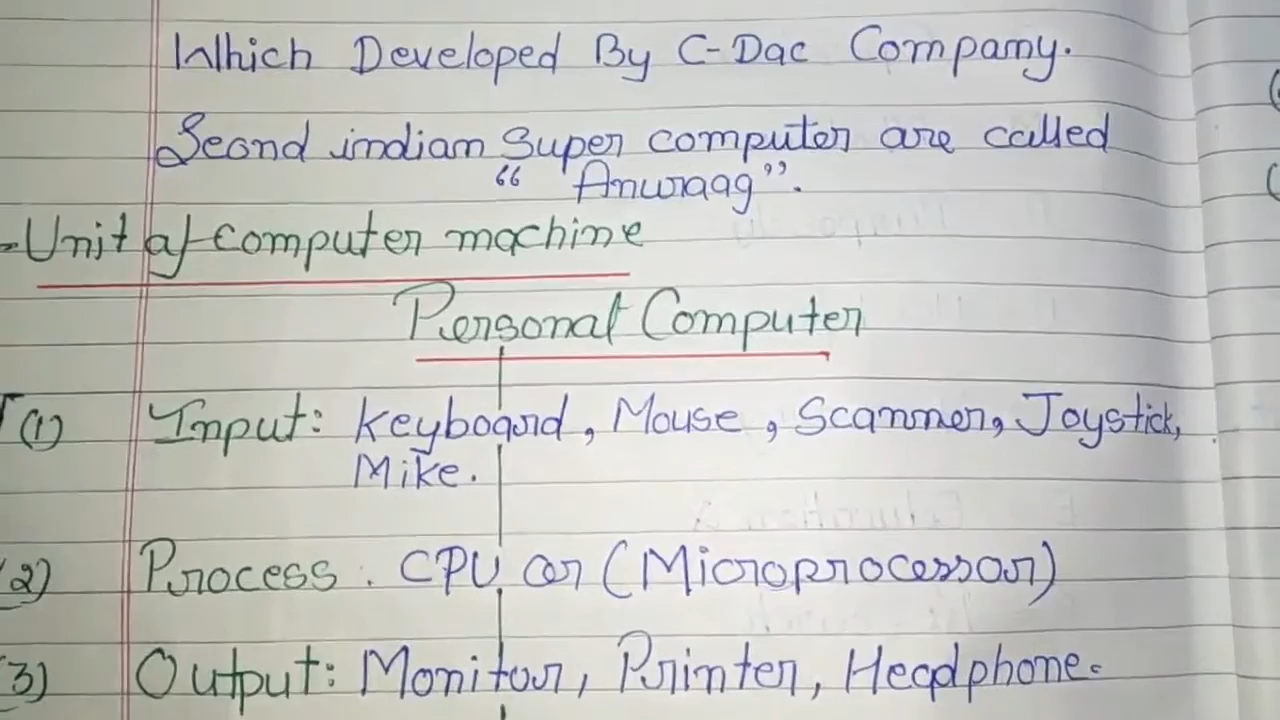 Which Developed By C-Dac Company.
Second indian Super computer are called
“ Anuraag”.
Unit of computer machine
Personal Computer
(1) Input: Keyboard, Mouse, Scanner, Joystick,
Mike.
(2) Process. CPU or (Microprocessor)
(3) Output: Monitor, Printer, Headphone.